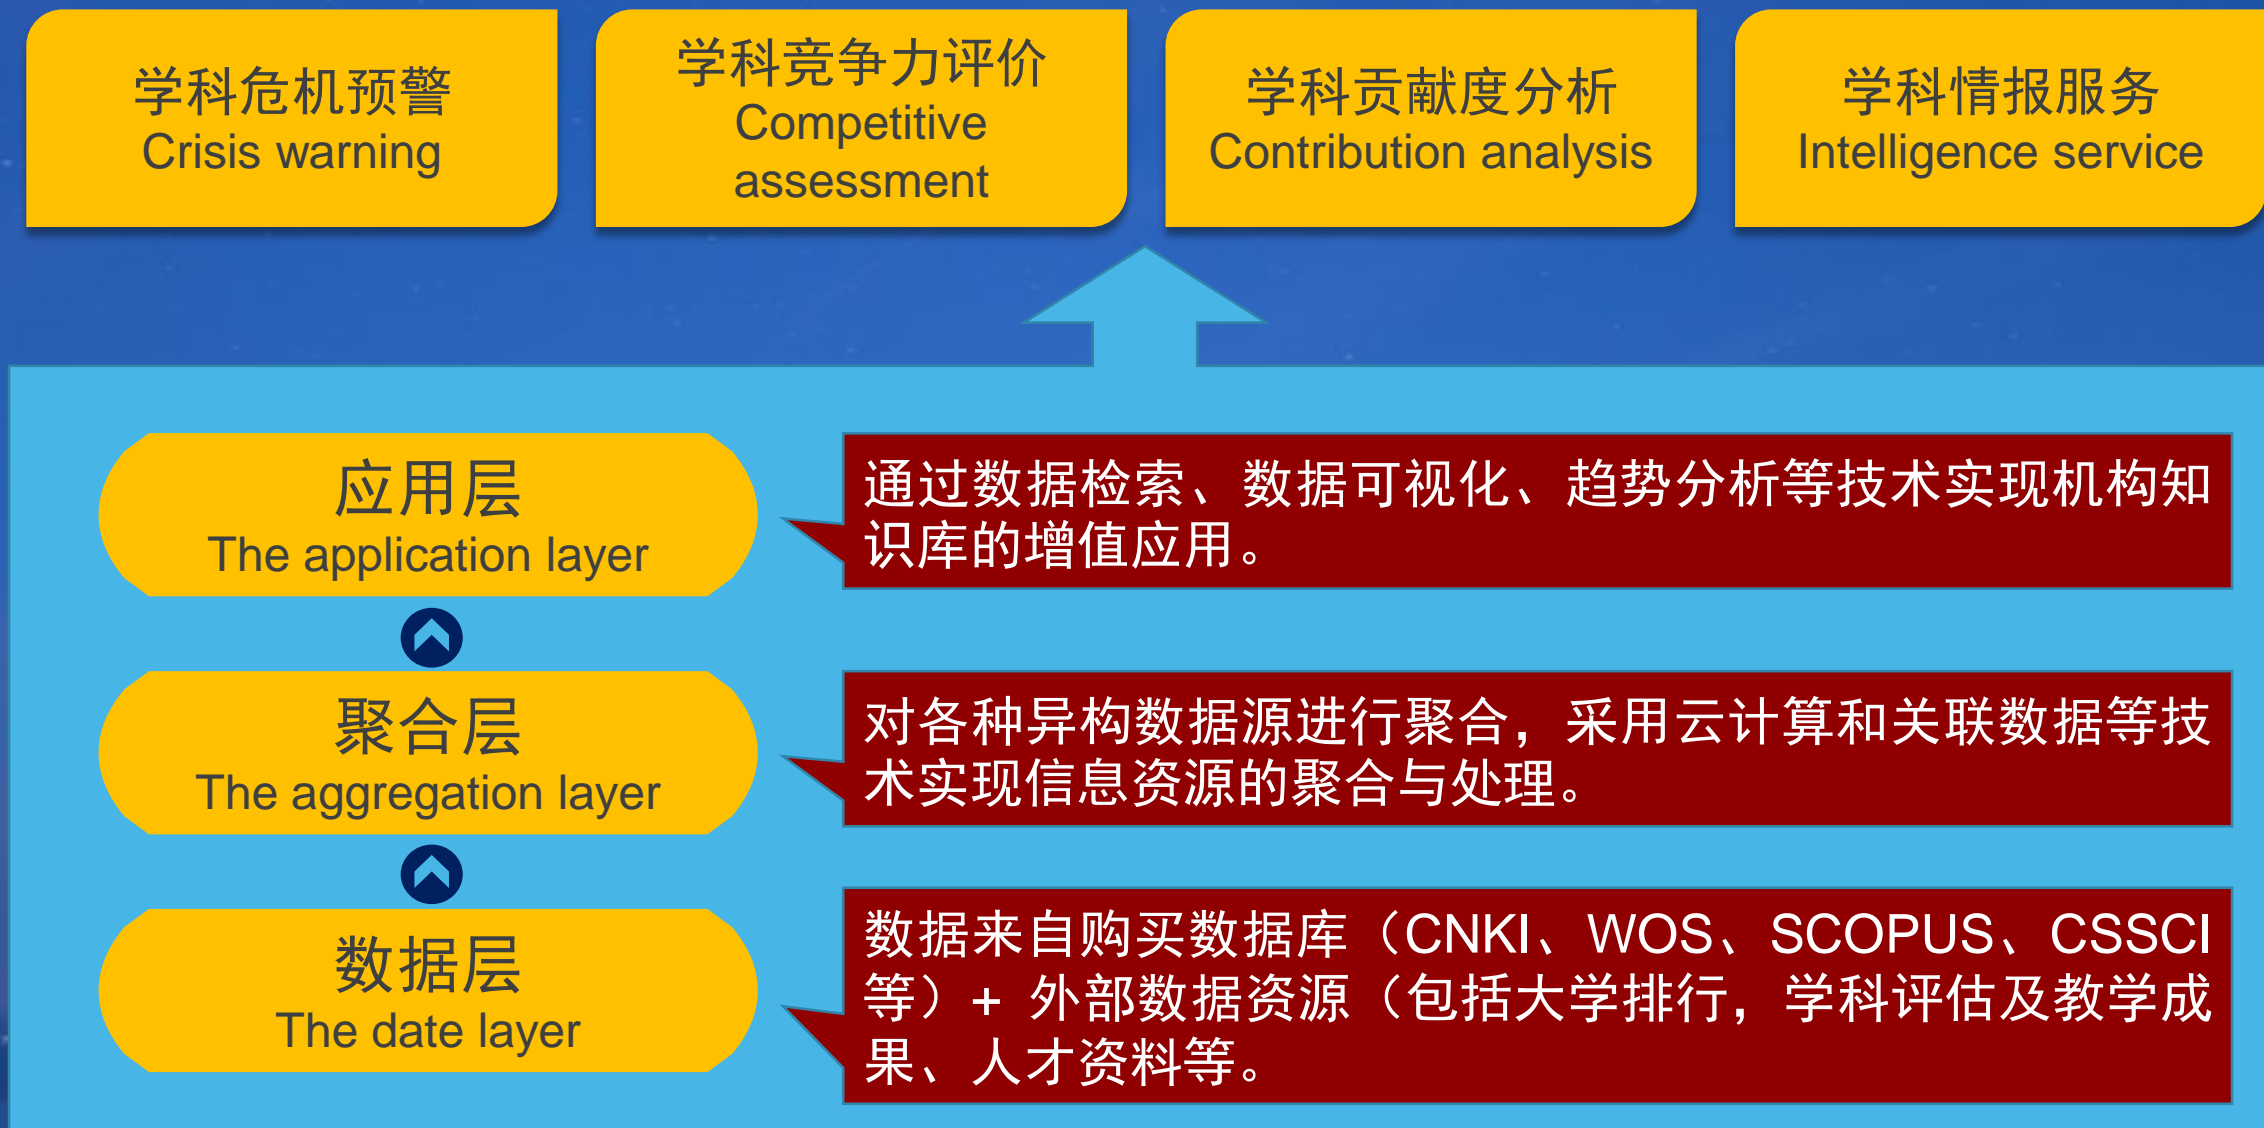 学科危机预警
Crisis warning
学科竞争力评价
Competitive
assessment
学科贡献度分析
Contribution analysis
学科情报服务
Intelligence service
应用层
The application layer
通过数据检索、数据可视化、趋势分析等技术实现机构知
识库的增值应用。
聚合层
The aggregation layer
对各种异构数据源进行聚合，采用云计算和关联数据等技
术实现信息资源的聚合与处理。
数据层
The date layer
数据来自购买数据库（CNKI、WOS、SCOPUS、CSSCI
等）+ 外部数据资源（包括大学排行，学科评估及教学成
果、人才资料等。